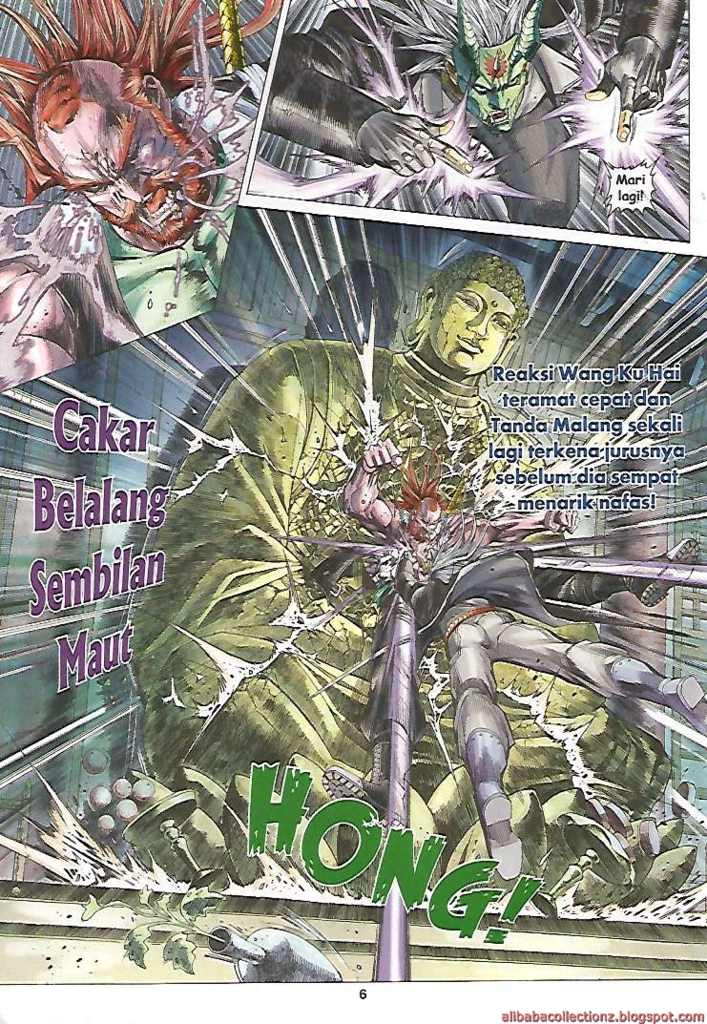 Mari
lagi!
Reaksi Wang Ku Hai
teramat cepat dan
Tanda Malang sekali
lagi terkena jurusnya
sebelum dia sempat
menarik nafas!
Cakar
Belalang
Sembilan
Maut
HONG!
6
alibabacollectionz.blogspot.com